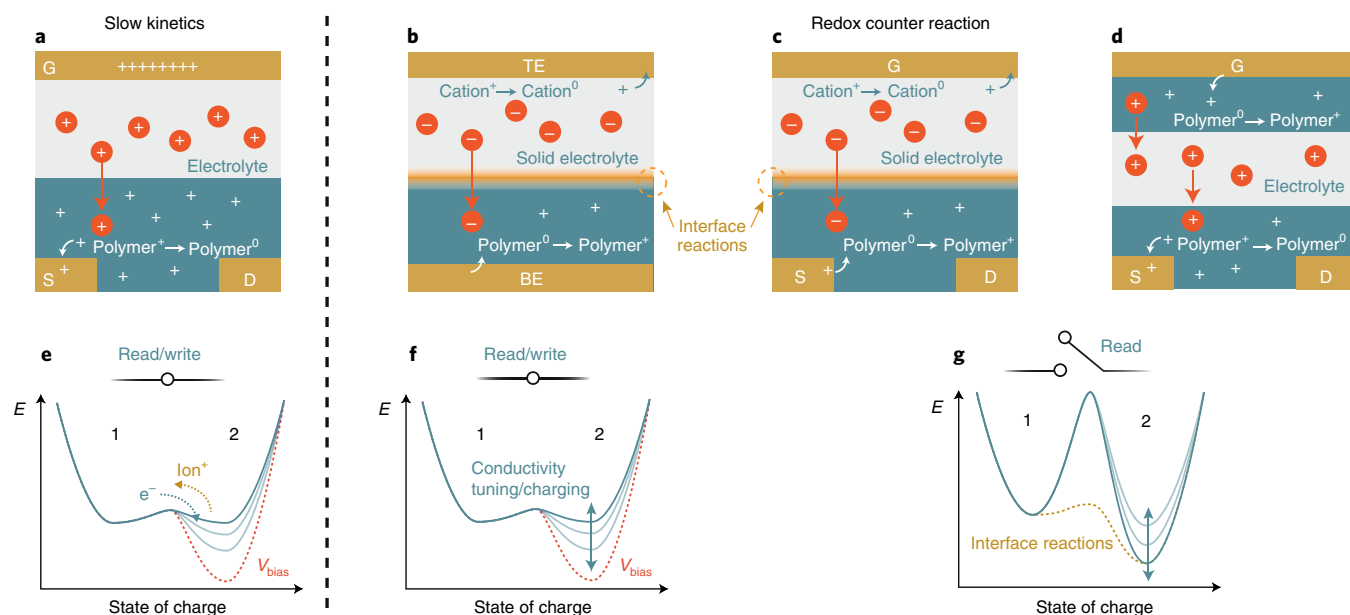 Slow kinetics
Redox counter reaction
a
G ++++++++
+ + + + + +
+
Electrolyte
+ + + + + + +
+
+ Polymer⁺ → Polymer⁰
S + + + D
+
b
TE
Cation⁺ → Cation⁰ +
− − − − −
−
Solid electrolyte
− + +
Polymer⁰ → Polymer⁺
BE
Interface
reactions
c
G
Cation⁺ → Cation⁰ +
− − − − −
−
Solid electrolyte
− + +
Polymer⁰ → Polymer⁺
S + D
d
G
+ + + +
Polymer⁰ → Polymer⁺
+ + + +
Electrolyte
+ +
+ Polymer⁺ → Polymer⁰
S + + + D
e
Read/write
E
1 2
Ion⁺
e⁻
V bias
State of charge
f
Read/write
E
1 2
Conductivity
tuning/charging
V bias
State of charge
g
Read
E
1 2
Interface reactions
State of charge